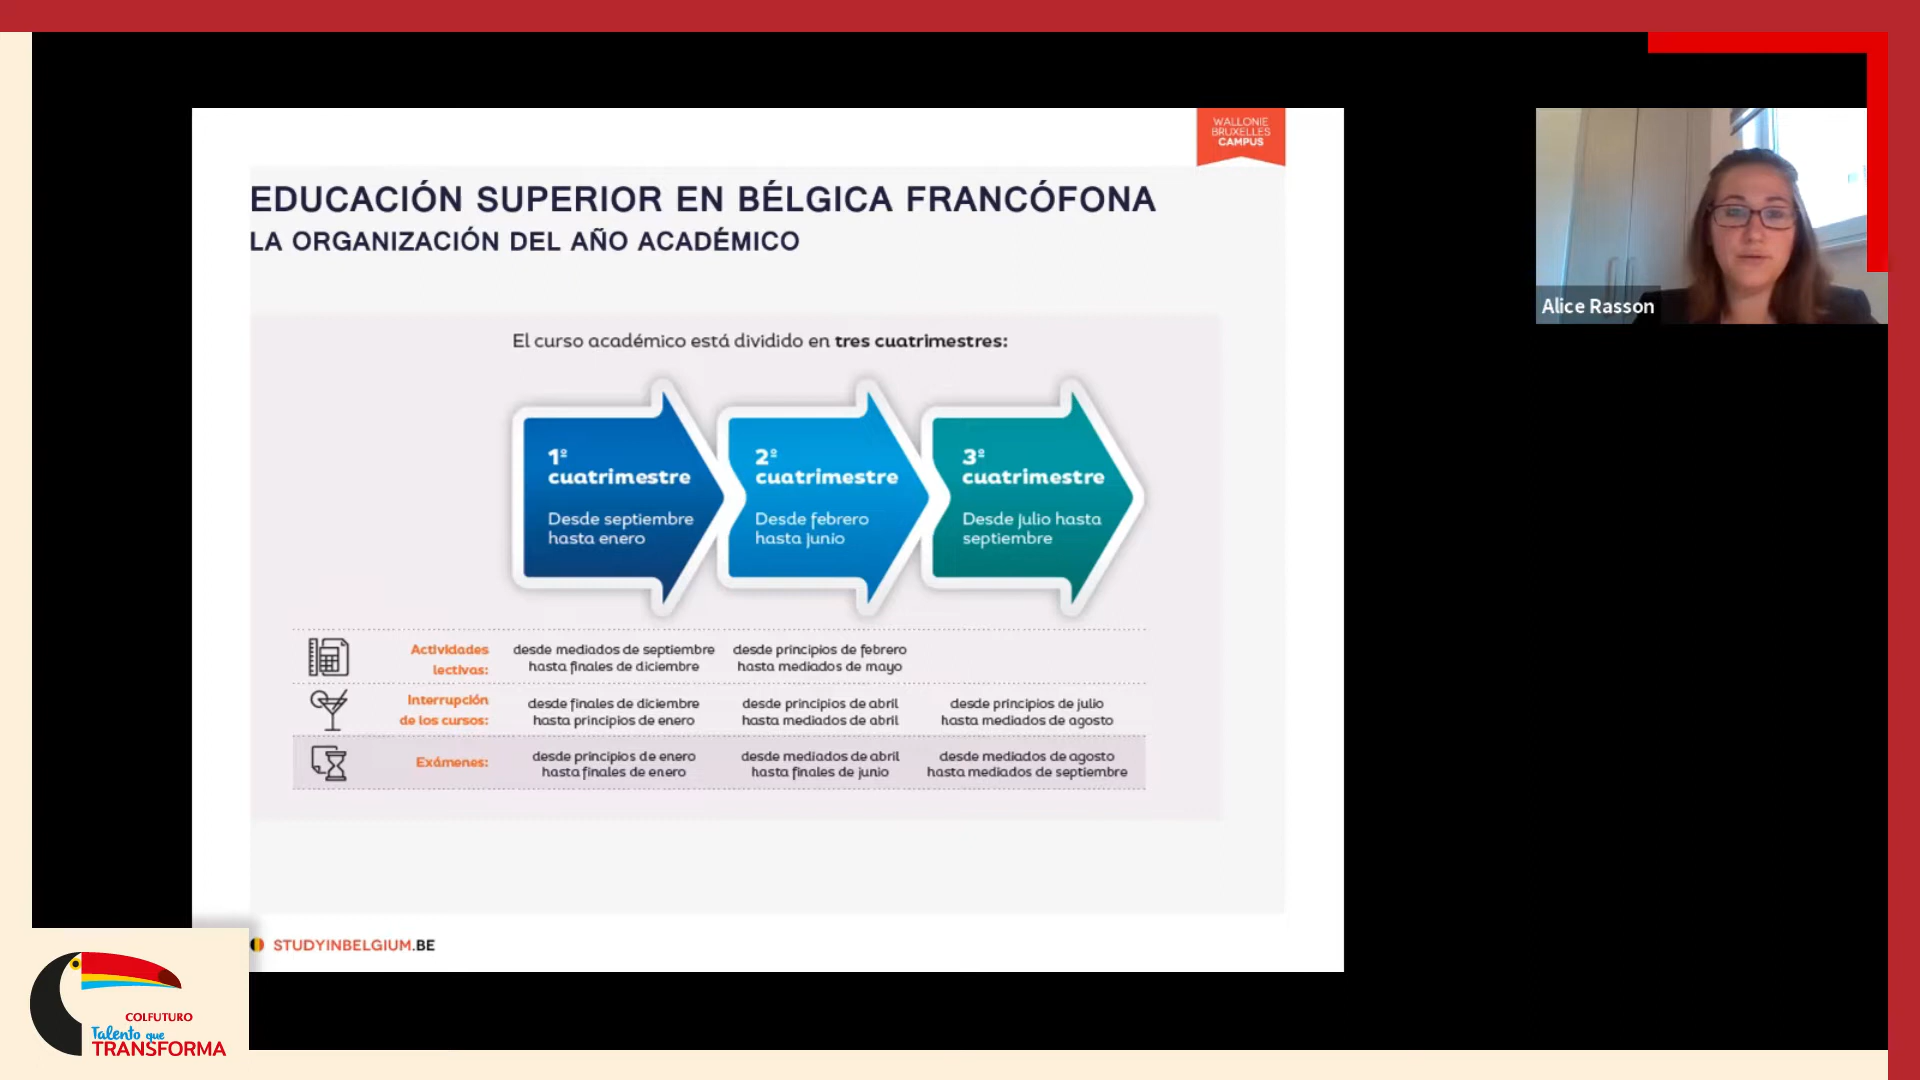 WALLONIE
BRUXELLES
CAMPUS
EDUCACIÓN SUPERIOR EN BÉLGICA FRANCÓFONA
LA ORGANIZACIÓN DEL AÑO ACADÉMICO
El curso académico está dividido en tres cuatrimestres:
1º
cuatrimestre
Desde septiembre
hasta enero
2º
cuatrimestre
Desde febrero
hasta junio
3º
cuatrimestre
Desde julio hasta
septiembre
Actividades
lectivas:
desde mediados de septiembre
hasta finales de diciembre
desde principios de febrero
hasta mediados de mayo
Interrupción
de los cursos:
desde finales de diciembre
hasta principios de enero
desde principios de abril
hasta mediados de abril
desde principios de julio
hasta mediados de agosto
Exámenes:
desde principios de enero
hasta finales de enero
desde mediados de abril
hasta finales de junio
desde mediados de agosto
hasta mediados de septiembre
STUDYINBELGIUM.BE
Alice Rasson
COLFUTURO
Talento que
TRANSFORMA